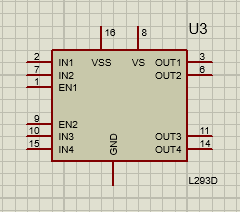 U3
16 8
2 IN1 VSS VS OUT1 3
7 IN2 OUT2 6
1 EN1
9 EN2
10 IN3 OUT3 11
15 IN4 GND OUT4 14
L293D